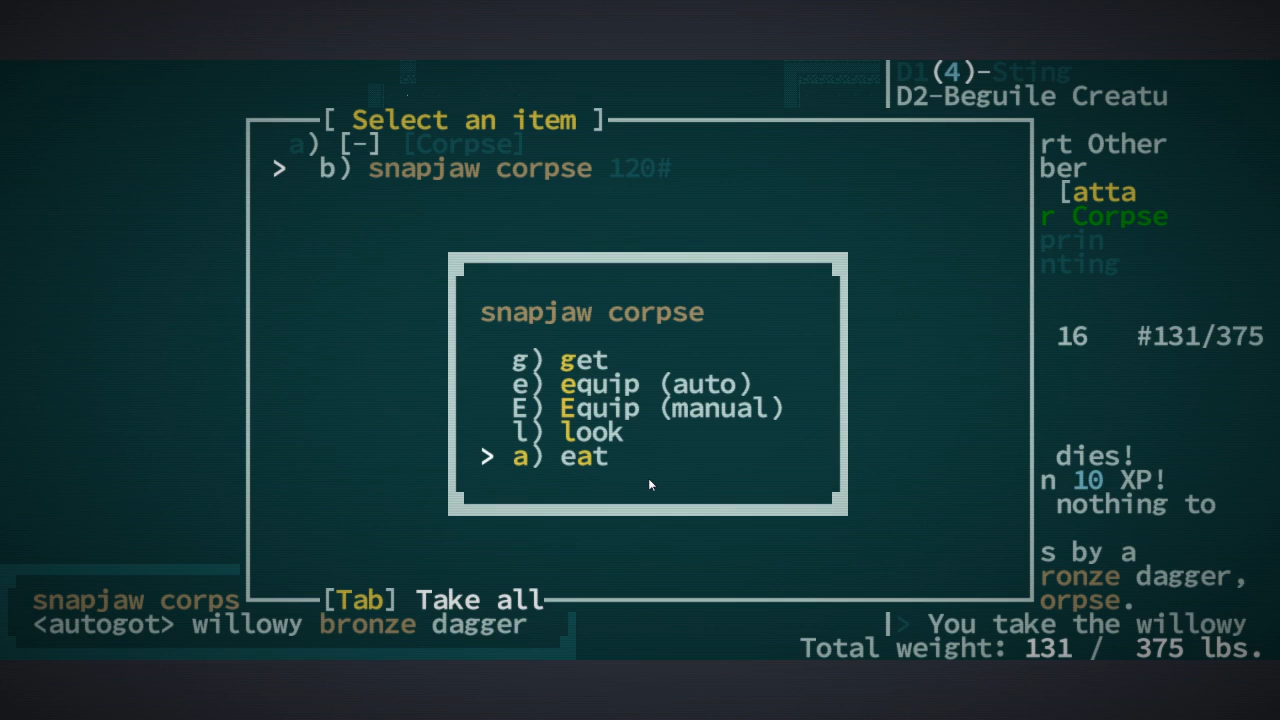 D1(4)-Sting
D2-Beguile Creatu
[ Select an item ]
a) [-] [Corpse]
rt Other
> b) snapjaw corpse 120#
ber
[atta
r Corpse
prin
nting
snapjaw corpse
16 #131/375
g) get
e) equip (auto)
E) Equip (manual)
l) look
> a) eat
dies!
n 10 XP!
nothing to
s by a
ronze dagger,
snapjaw corps
[Tab] Take all
orpse.
<autogot> willowy bronze dagger
> You take the willowy
Total weight: 131 / 375 lbs.